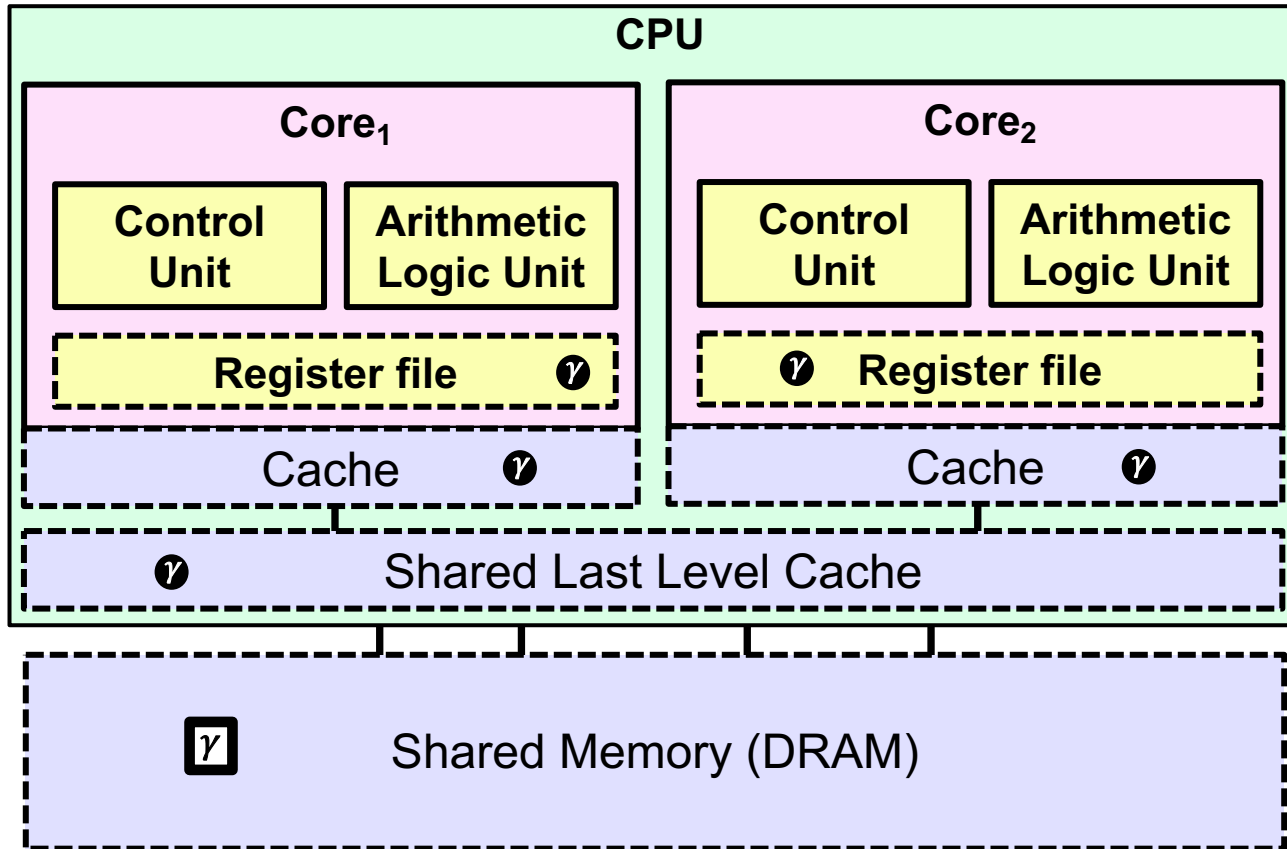 CPU
Core₁
Core₂
Control
Unit
Arithmetic
Logic Unit
Control
Unit
Arithmetic
Logic Unit
Register file γ
γ Register file
Cache γ
Cache γ
γ Shared Last Level Cache
γ Shared Memory (DRAM)